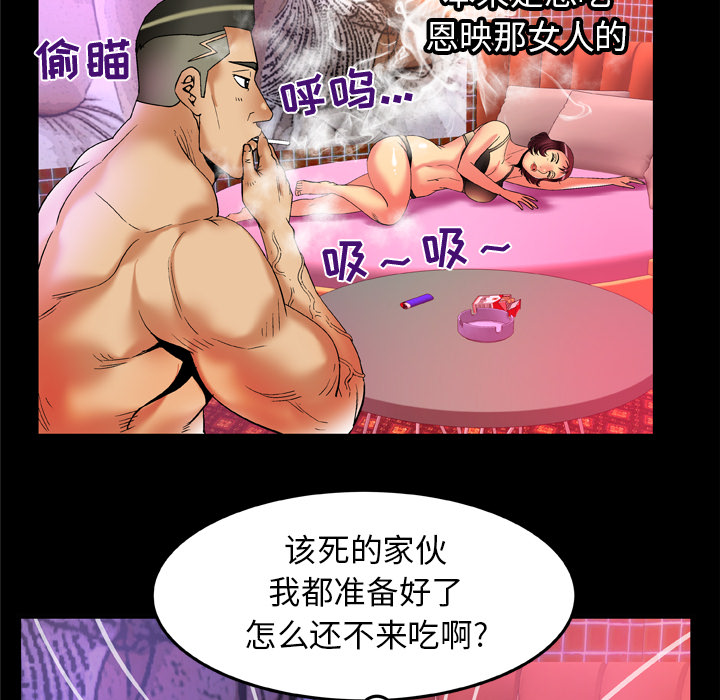 恩映那女人的
偷瞄
呼呜...
吸~吸~
该死的家伙
我都准备好了
怎么还不来吃啊?